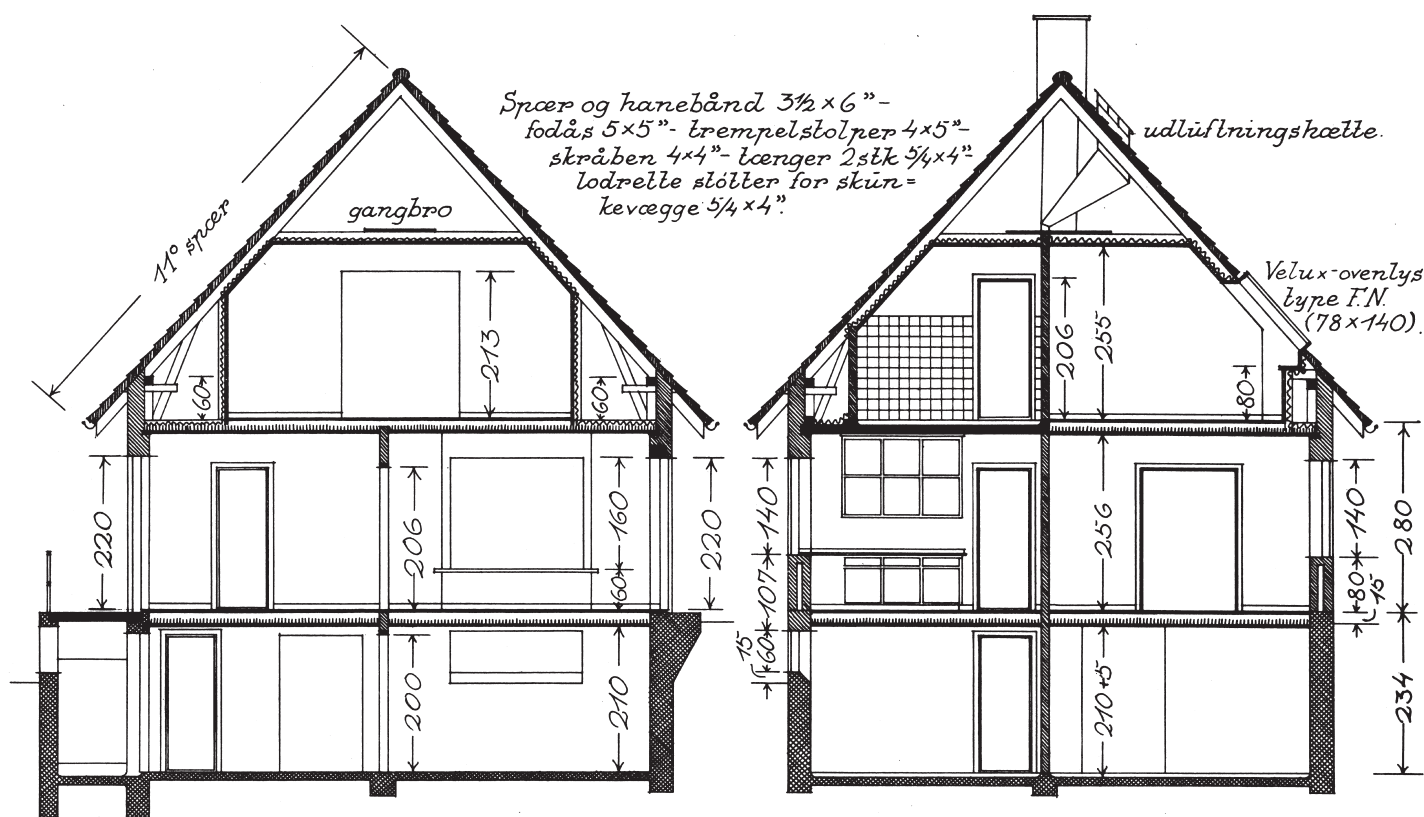 Spær og hanebånd 3½ × 6” -
fodås 5×5” - trempelstolper 4×5” -
skråben 4×4” - tænger 2 stk 5/4×4” -
lodrette støtter for skun=
kevægge 5/4 × 4”.
udluftningshætte.
11° spær
gangbro
Velux-ovenlys
type F.N.
(78×140).
213
60
60
206
255
80
220
206
160
60
220
140
107
256
140
80
15
280
15
60
200
210
210+5
234